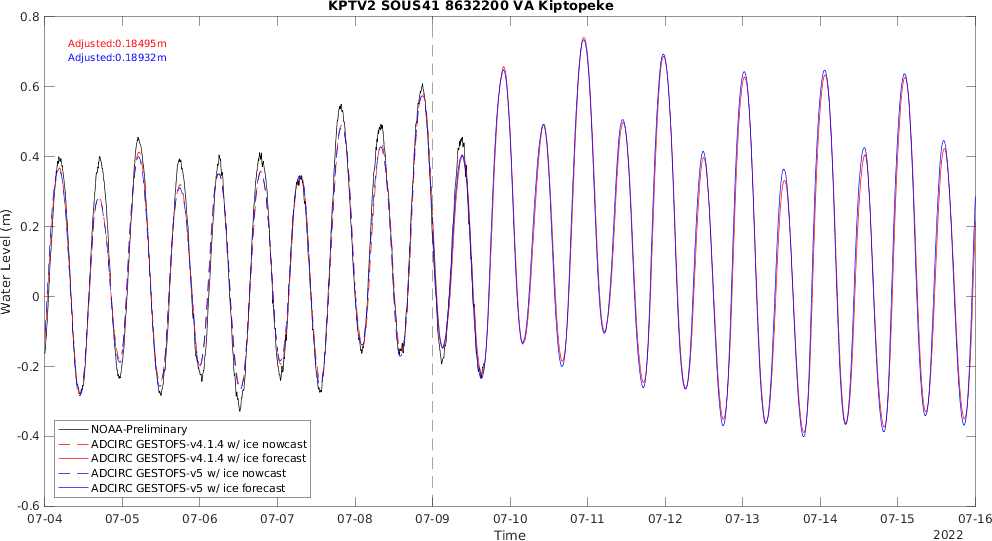 KPTV2 SOUS41 8632200 VA Kiptopeke
Adjusted:0.18495m
Adjusted:0.18932m
Water Level (m)
0.8
0.6
0.4
0.2
0
-0.2
-0.4
-0.6
NOAA-Preliminary
ADCIRC GESTOFS-v4.1.4 w/ ice nowcast
ADCIRC GESTOFS-v4.1.4 w/ ice forecast
ADCIRC GESTOFS-v5 w/ ice nowcast
ADCIRC GESTOFS-v5 w/ ice forecast
07-04 07-05 07-06 07-07 07-08 07-09 07-10 07-11 07-12 07-13 07-14 07-15 07-16
Time
2022